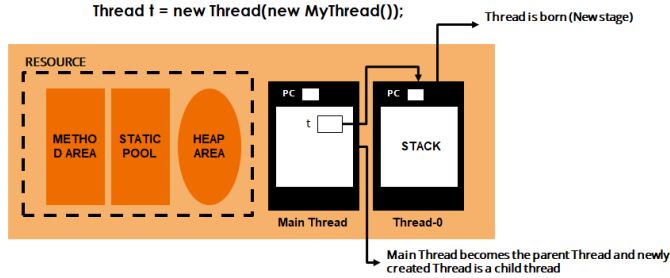 Thread t = new Thread(new MyThread());
Thread is born (New stage)
RESOURCE
METHO
D AREA
STATIC
POOL
HEAP
AREA
PC
t
Main Thread
PC
STACK
Thread-0
Main Thread becomes the parent Thread and newly
created Thread is a child thread